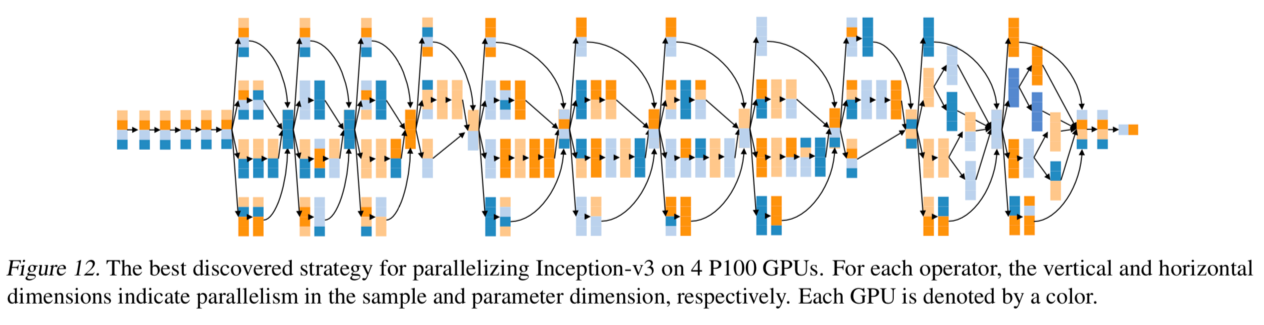 Figure 12. The best discovered strategy for parallelizing Inception-v3 on 4 P100 GPUs. For each operator, the vertical and horizontal
dimensions indicate parallelism in the sample and parameter dimension, respectively. Each GPU is denoted by a color.